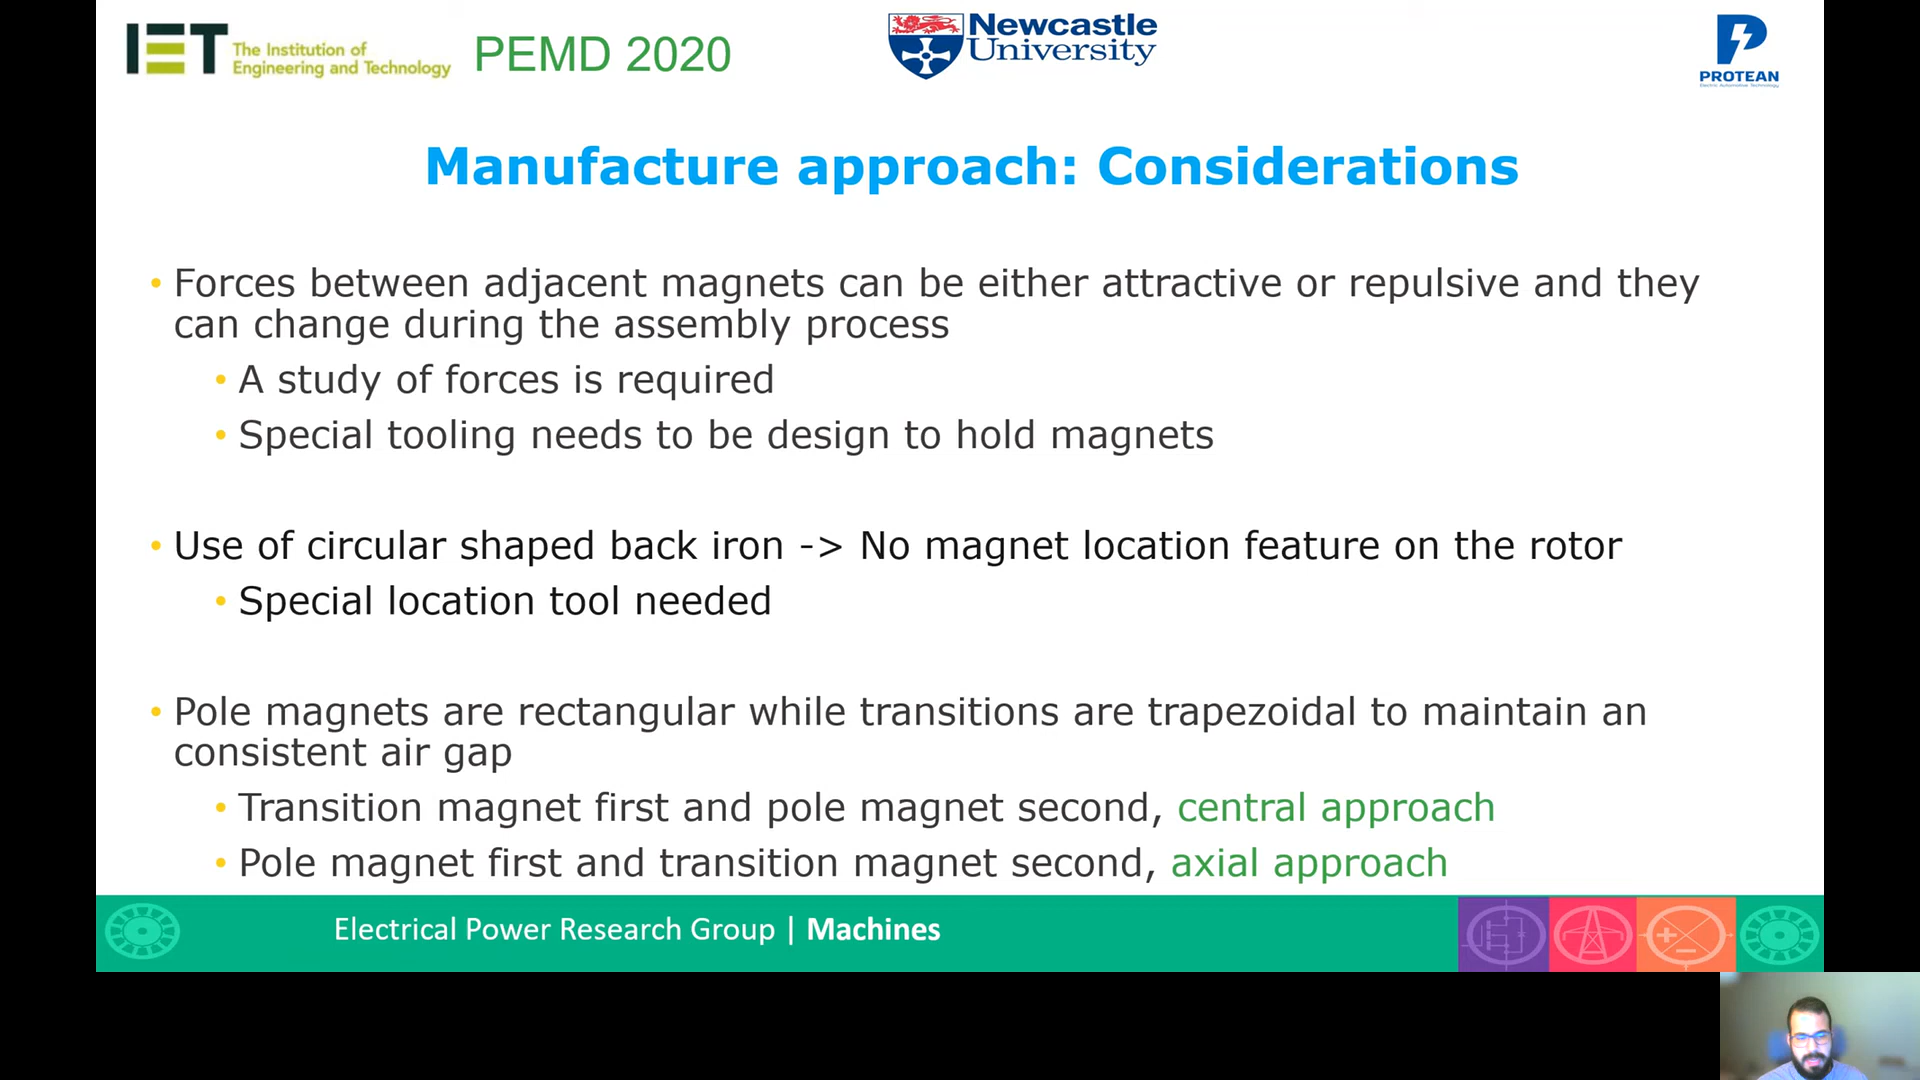 IET The Institution of
Engineering and Technology
PEMD 2020
Newcastle
University
PROTEAN
Electric Automotive Technology
Manufacture approach: Considerations
• Forces between adjacent magnets can be either attractive or repulsive and they
can change during the assembly process
• A study of forces is required
• Special tooling needs to be design to hold magnets
• Use of circular shaped back iron -> No magnet location feature on the rotor
• Special location tool needed
• Pole magnets are rectangular while transitions are trapezoidal to maintain an
consistent air gap
• Transition magnet first and pole magnet second, central approach
• Pole magnet first and transition magnet second, axial approach
Electrical Power Research Group | Machines